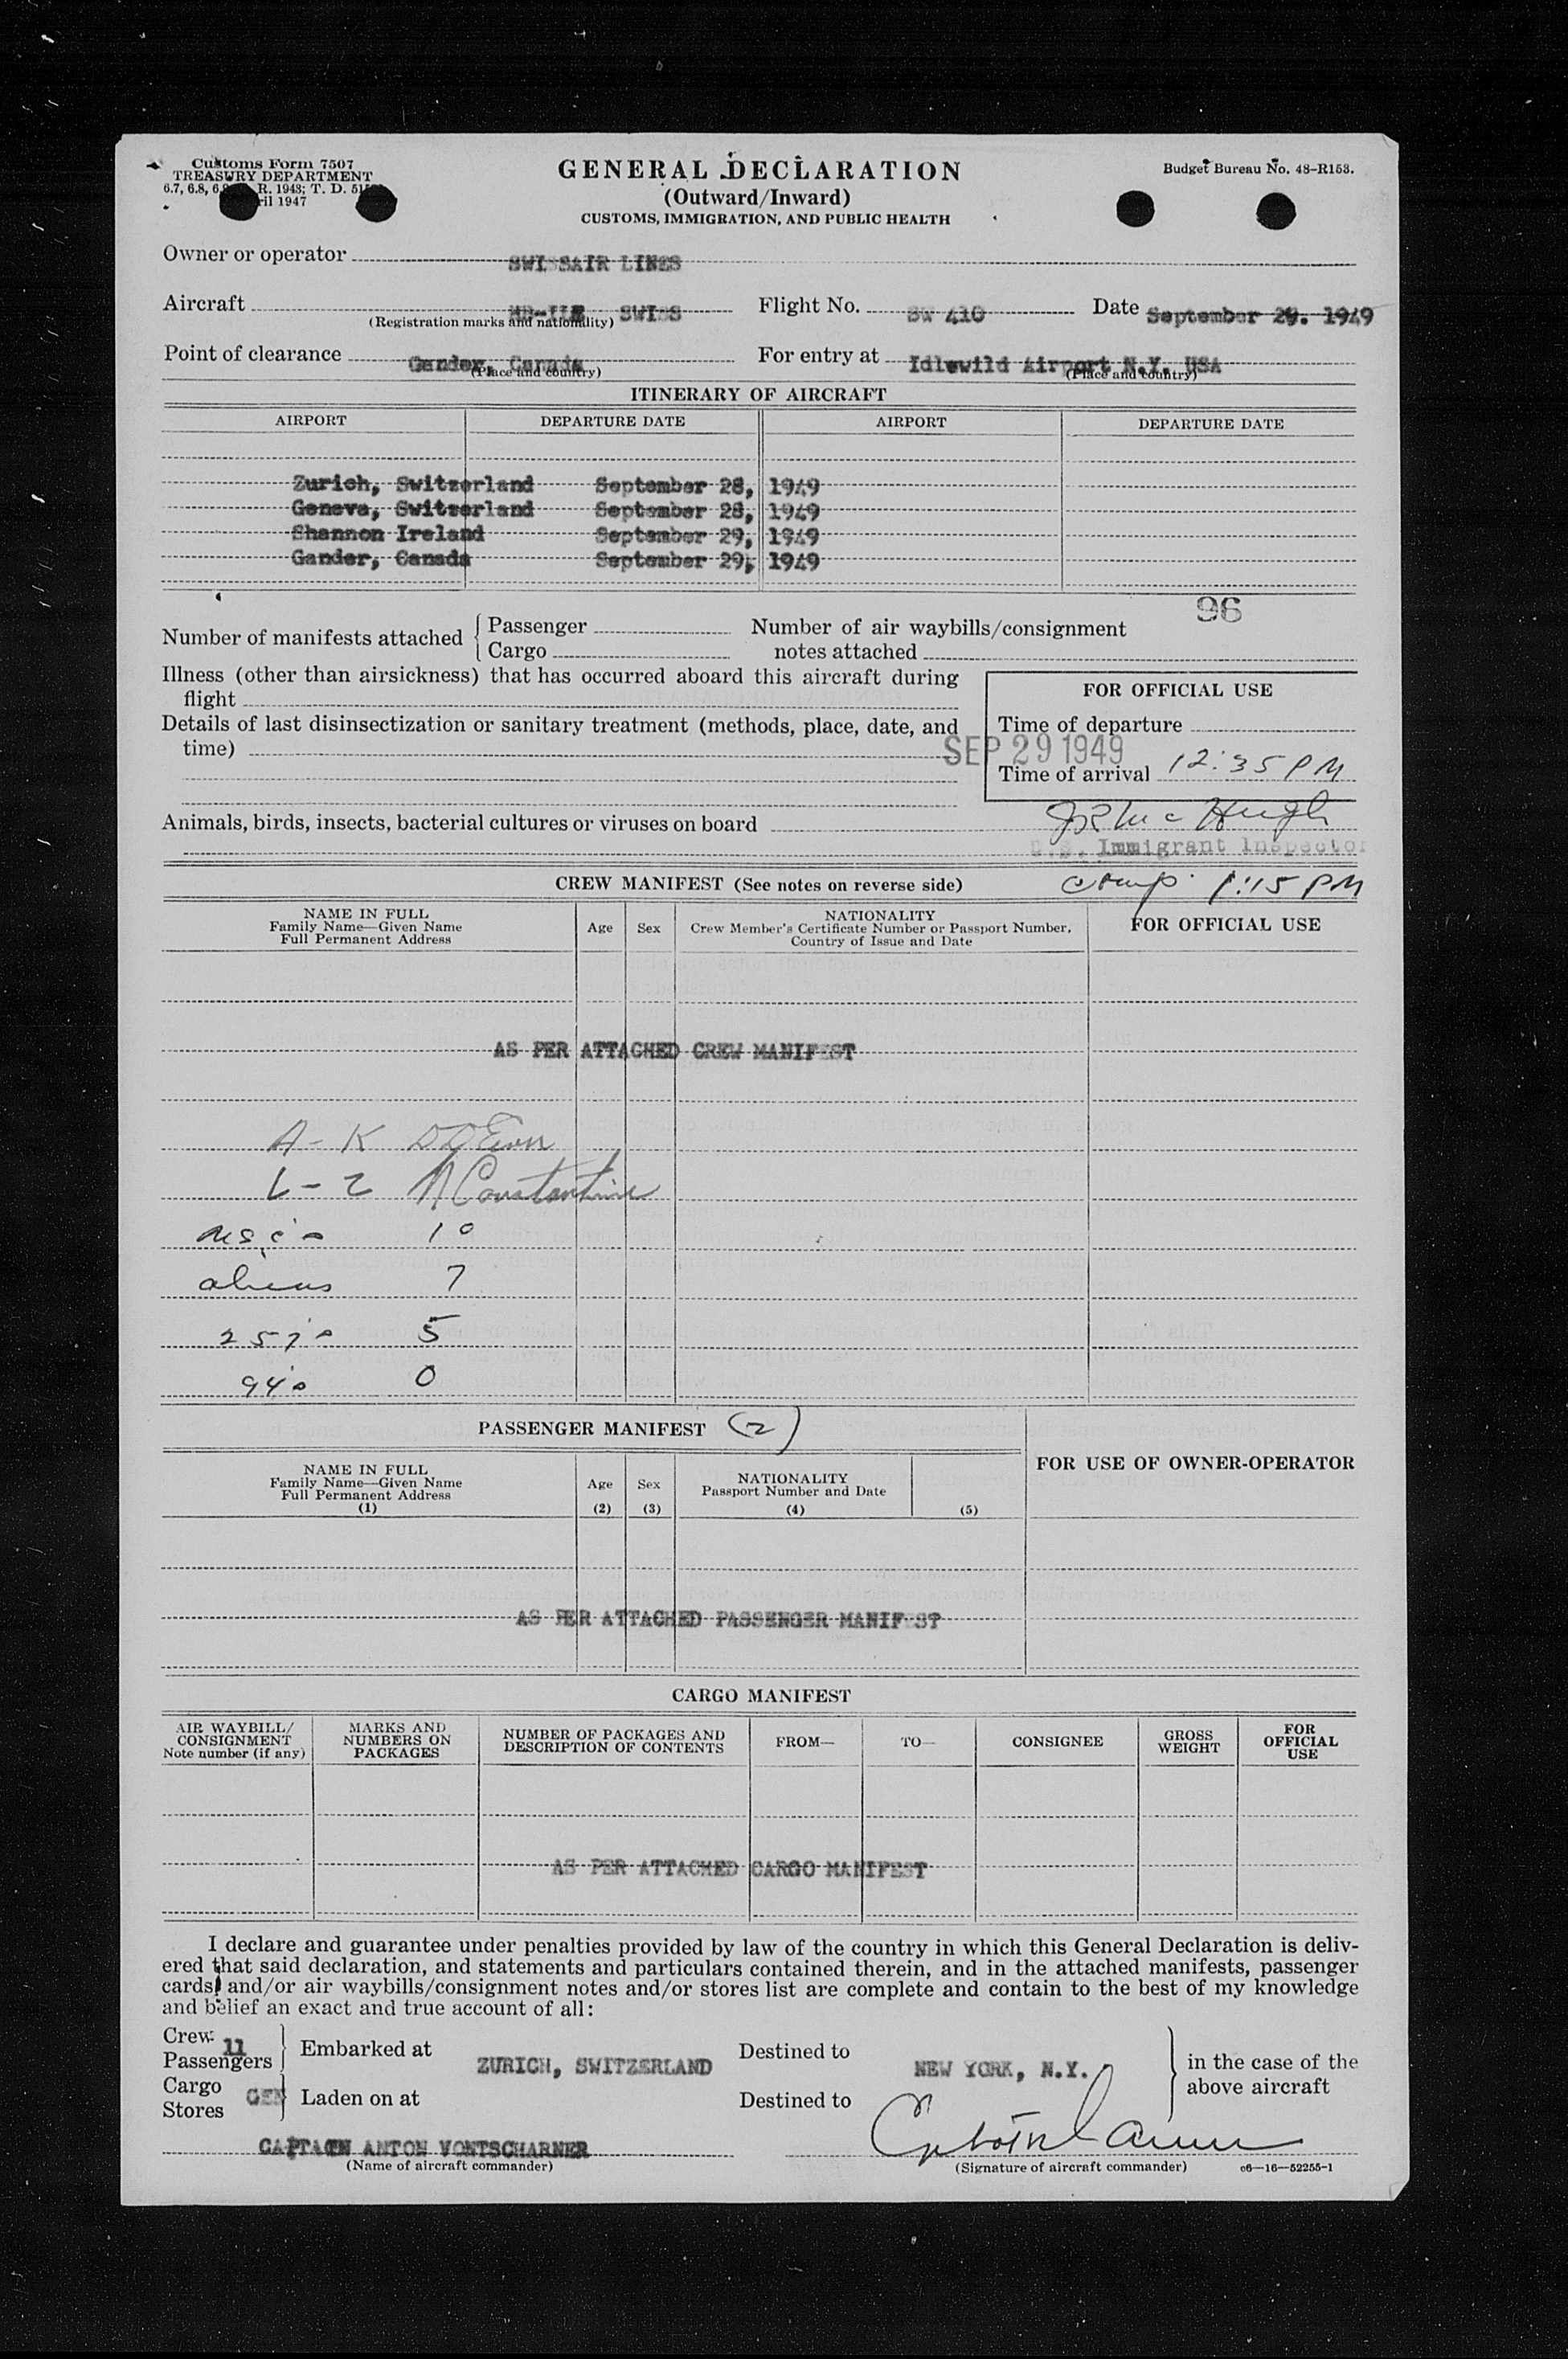 Customs Form 7507
TREASURY DEPARTMENT
6.7, 6.8, R. 1943; T. D.
1947
GENERAL DECLARATION
(Outward/Inward)
CUSTOMS, IMMIGRATION, AND PUBLIC HEALTH
Budget Bureau No. 48-R153.
Owner or operator SWISSAIR LINES
Aircraft SWISS Flight No. SW 410 Date September 29. 1949
(Registration marks and nationality)
Point of clearance Gander, Canada For entry at Idlewild Airport N.Y. USA
(Place and country) (Place and country)
ITINERARY OF AIRCRAFT
AIRPORT DEPARTURE DATE AIRPORT DEPARTURE DATE
Zurich, Switzerland September 28, 1949
Geneva, Switzerland September 28, 1949
Shannon Ireland September 29, 1949
Gander, Canada September 29, 1949
96
Number of manifests attached { Passenger Number of air waybills/consignment
Cargo notes attached
Illness (other than airsickness) that has occurred aboard this aircraft during
flight
FOR OFFICIAL USE
Details of last disinsectization or sanitary treatment (methods, place, date, and
time)
Time of departure
SEP 29 1949
Time of arrival 12:35 PM
Animals, birds, insects, bacterial cultures or viruses on board
McHugh
U.S. Immigrant Inspector
CREW MANIFEST (See notes on reverse side)
comp. 1:15 PM
NAME IN FULL
Family Name—Given Name
Full Permanent Address
Age Sex
NATIONALITY
Crew Member's Certificate Number or Passport Number,
Country of Issue and Date
FOR OFFICIAL USE
AS PER ATTACHED CREW MANIFEST
A - K
L - Z N Constantine
10
aliens 7
257's 5
94's 0
PASSENGER MANIFEST (2)
FOR USE OF OWNER-OPERATOR
NAME IN FULL
Family Name—Given Name
Full Permanent Address
(1)
Age
(2)
Sex
(3)
NATIONALITY
Passport Number and Date
(4)
(5)
AS PER ATTACHED PASSENGER MANIFEST
CARGO MANIFEST
AIR WAYBILL/
CONSIGNMENT
Note number (if any)
MARKS AND
NUMBERS ON
PACKAGES
NUMBER OF PACKAGES AND
DESCRIPTION OF CONTENTS
FROM—
TO—
CONSIGNEE
GROSS
WEIGHT
FOR
OFFICIAL
USE
AS PER ATTACHED CARGO MANIFEST
I declare and guarantee under penalties provided by law of the country in which this General Declaration is deliv-
ered that said declaration, and statements and particulars contained therein, and in the attached manifests, passenger
cards, and/or air waybills/consignment notes and/or stores list are complete and contain to the best of my knowledge
and belief an exact and true account of all:
Crew 11
Passengers } Embarked at ZURICH, SWITZERLAND Destined to NEW YORK, N.Y. } in the case of the
above aircraft
Cargo GEN
Stores } Laden on at Destined to
CAPTAIN ANTON VONTSCHARNER
(Name of aircraft commander) (Signature of aircraft commander) c6—16—52255-1